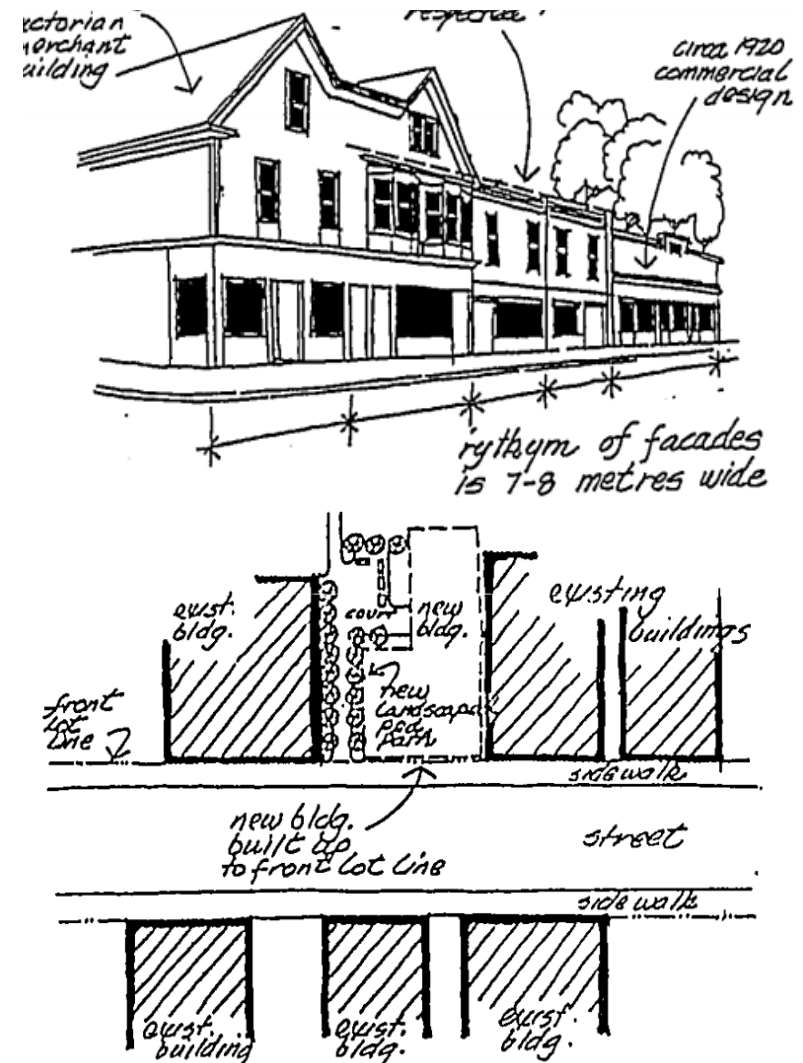 ctorian
erchant
uilding
circa 1920
commercial
design
rythym of facades
is 7-8 metres wide
exist.
bldg.
court
new
bldg.
existing
buildings
front
lot
line
new
landscaped
ped
new bldg.
built up
to front lot line
sidewalk
street
sidewalk
exist.
building
exist.
bldg.
exist.
bldg.